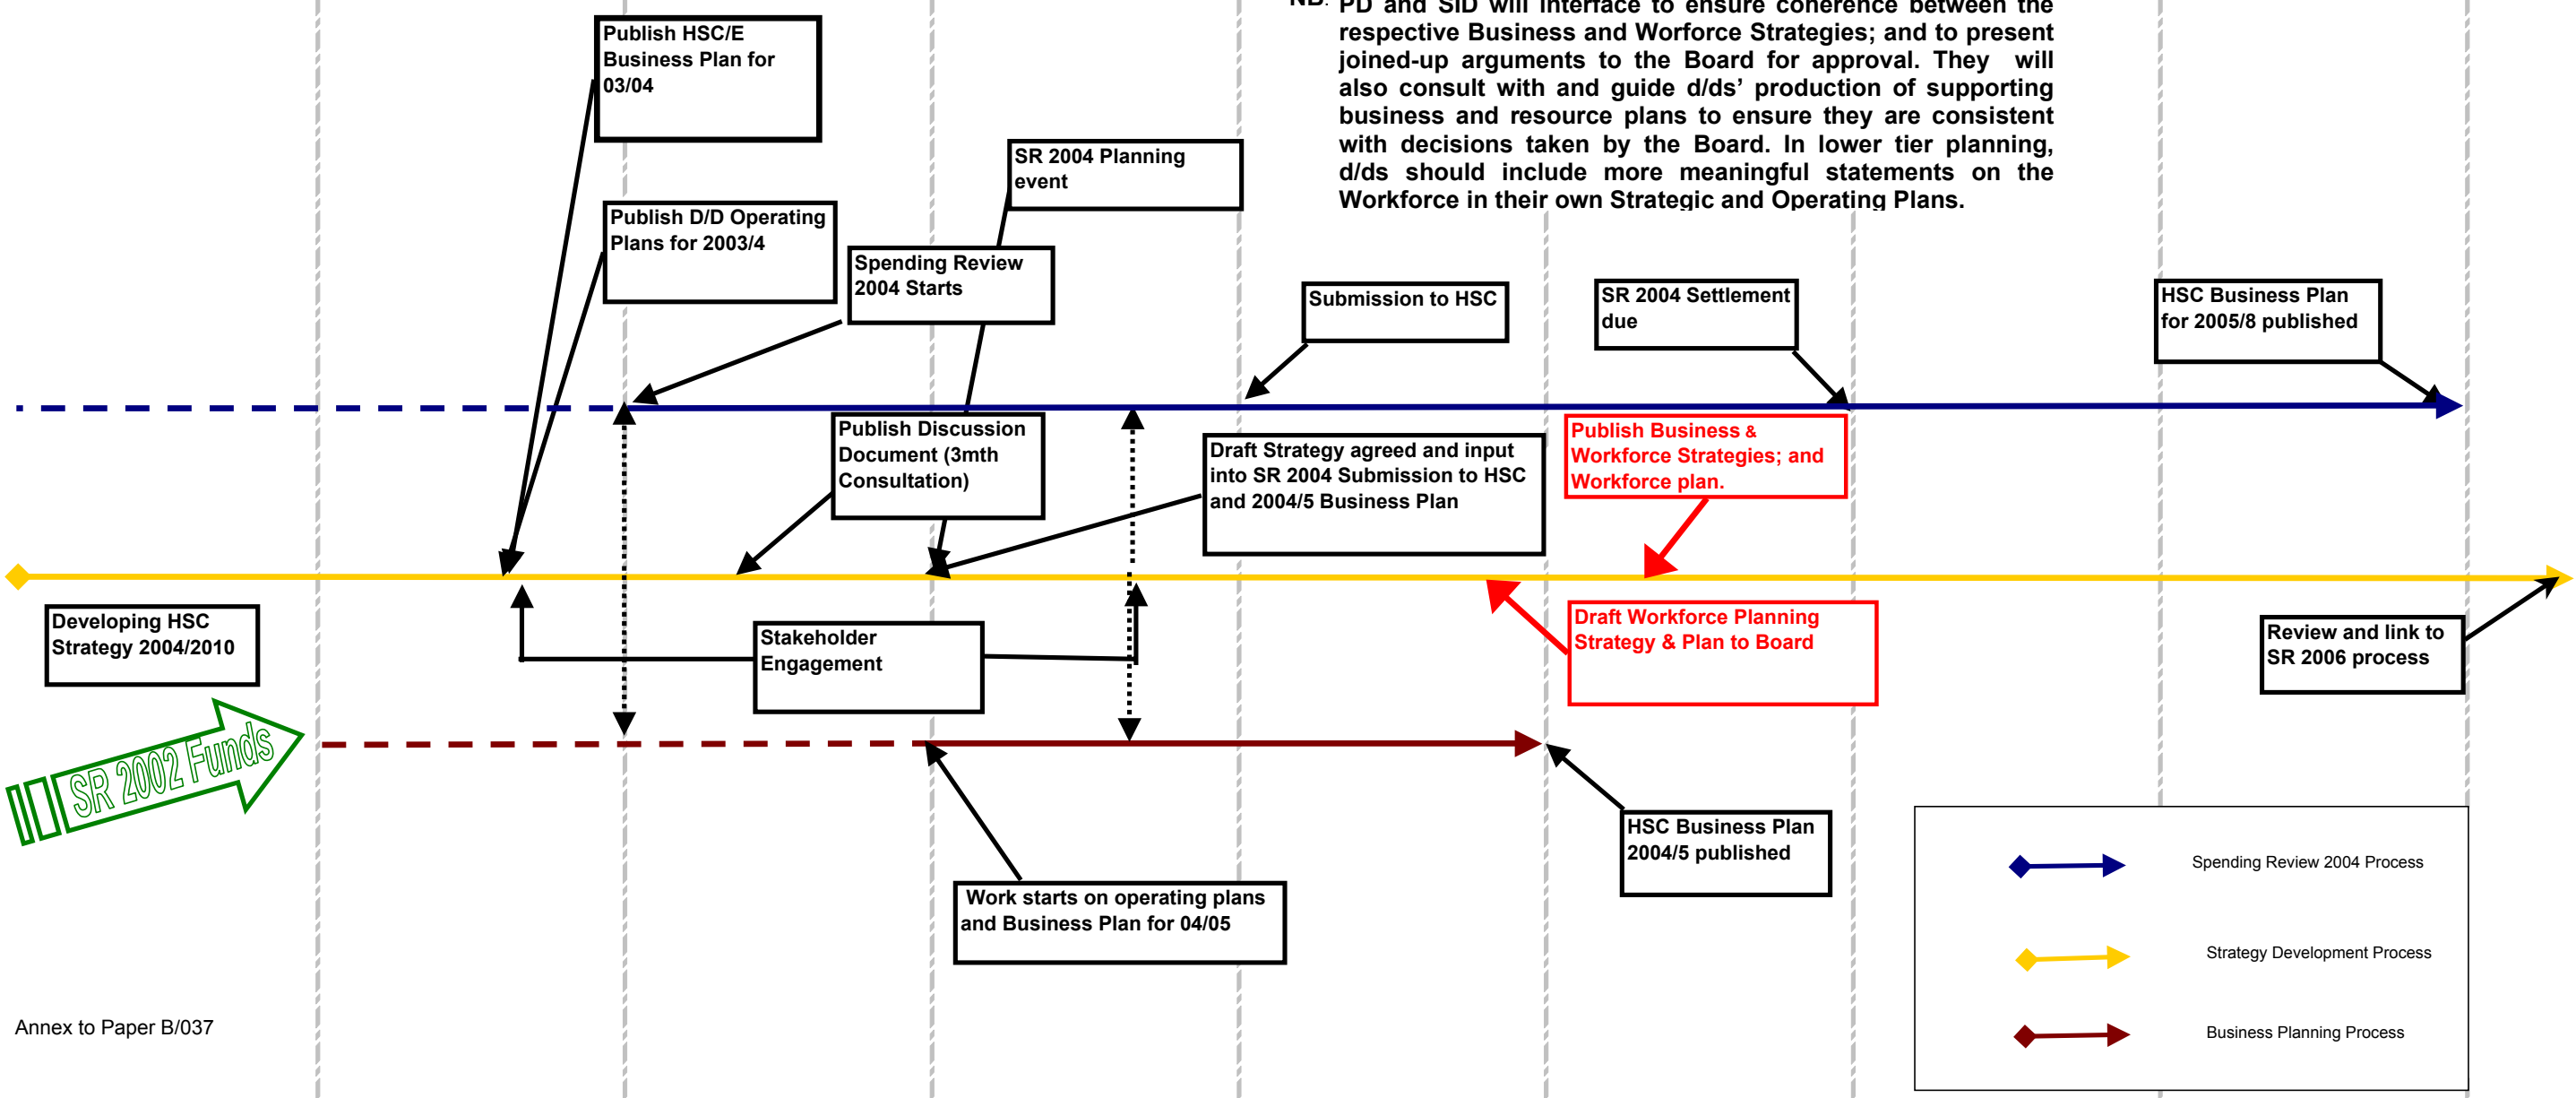 NB: PD and SID will interface to ensure coherence between the
respective Business and Worforce Strategies; and to present
joined-up arguments to the Board for approval. They will
also consult with and guide d/ds’ production of supporting
business and resource plans to ensure they are consistent
with decisions taken by the Board. In lower tier planning,
d/ds should include more meaningful statements on the
Workforce in their own Strategic and Operating Plans.
Publish HSC/E
Business Plan for
03/04
SR 2004 Planning
event
Publish D/D Operating
Plans for 2003/4
Spending Review
2004 Starts
Submission to HSC
SR 2004 Settlement
due
HSC Business Plan
for 2005/8 published
Publish Discussion
Document (3mth
Consultation)
Draft Strategy agreed and input
into SR 2004 Submission to HSC
and 2004/5 Business Plan
Publish Business &
Workforce Strategies; and
Workforce plan.
Developing HSC
Strategy 2004/2010
Stakeholder
Engagement
Draft Workforce Planning
Strategy & Plan to Board
Review and link to
SR 2006 process
SR 2002 Funds
HSC Business Plan
2004/5 published
Work starts on operating plans
and Business Plan for 04/05
Spending Review 2004 Process
Strategy Development Process
Business Planning Process
Annex to Paper B/037